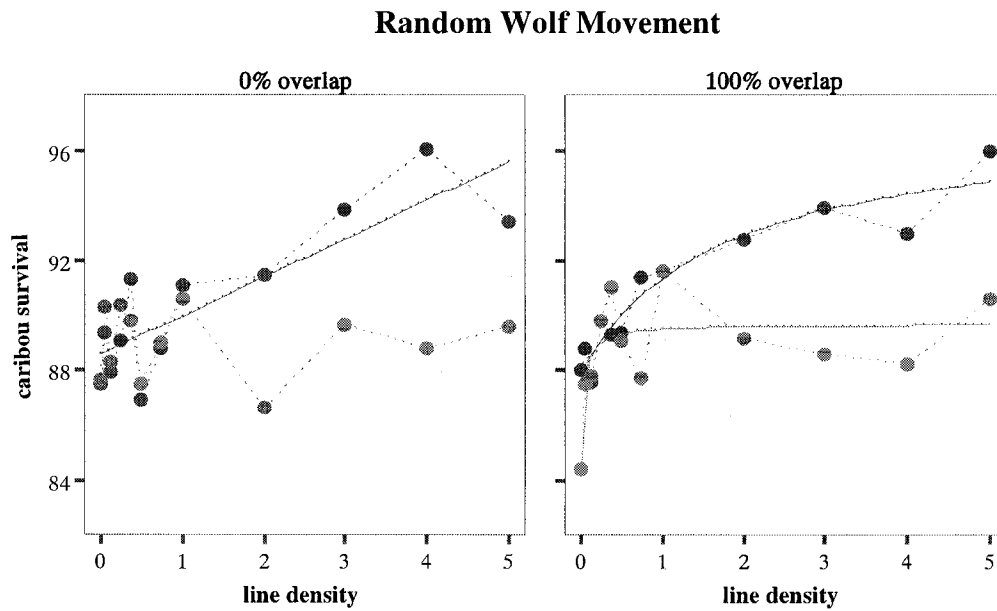 Random Wolf Movement
0% overlap
100% overlap
caribou survival
96
92
88
84
0 1 2 3 4 5
0 1 2 3 4 5
line density
line density